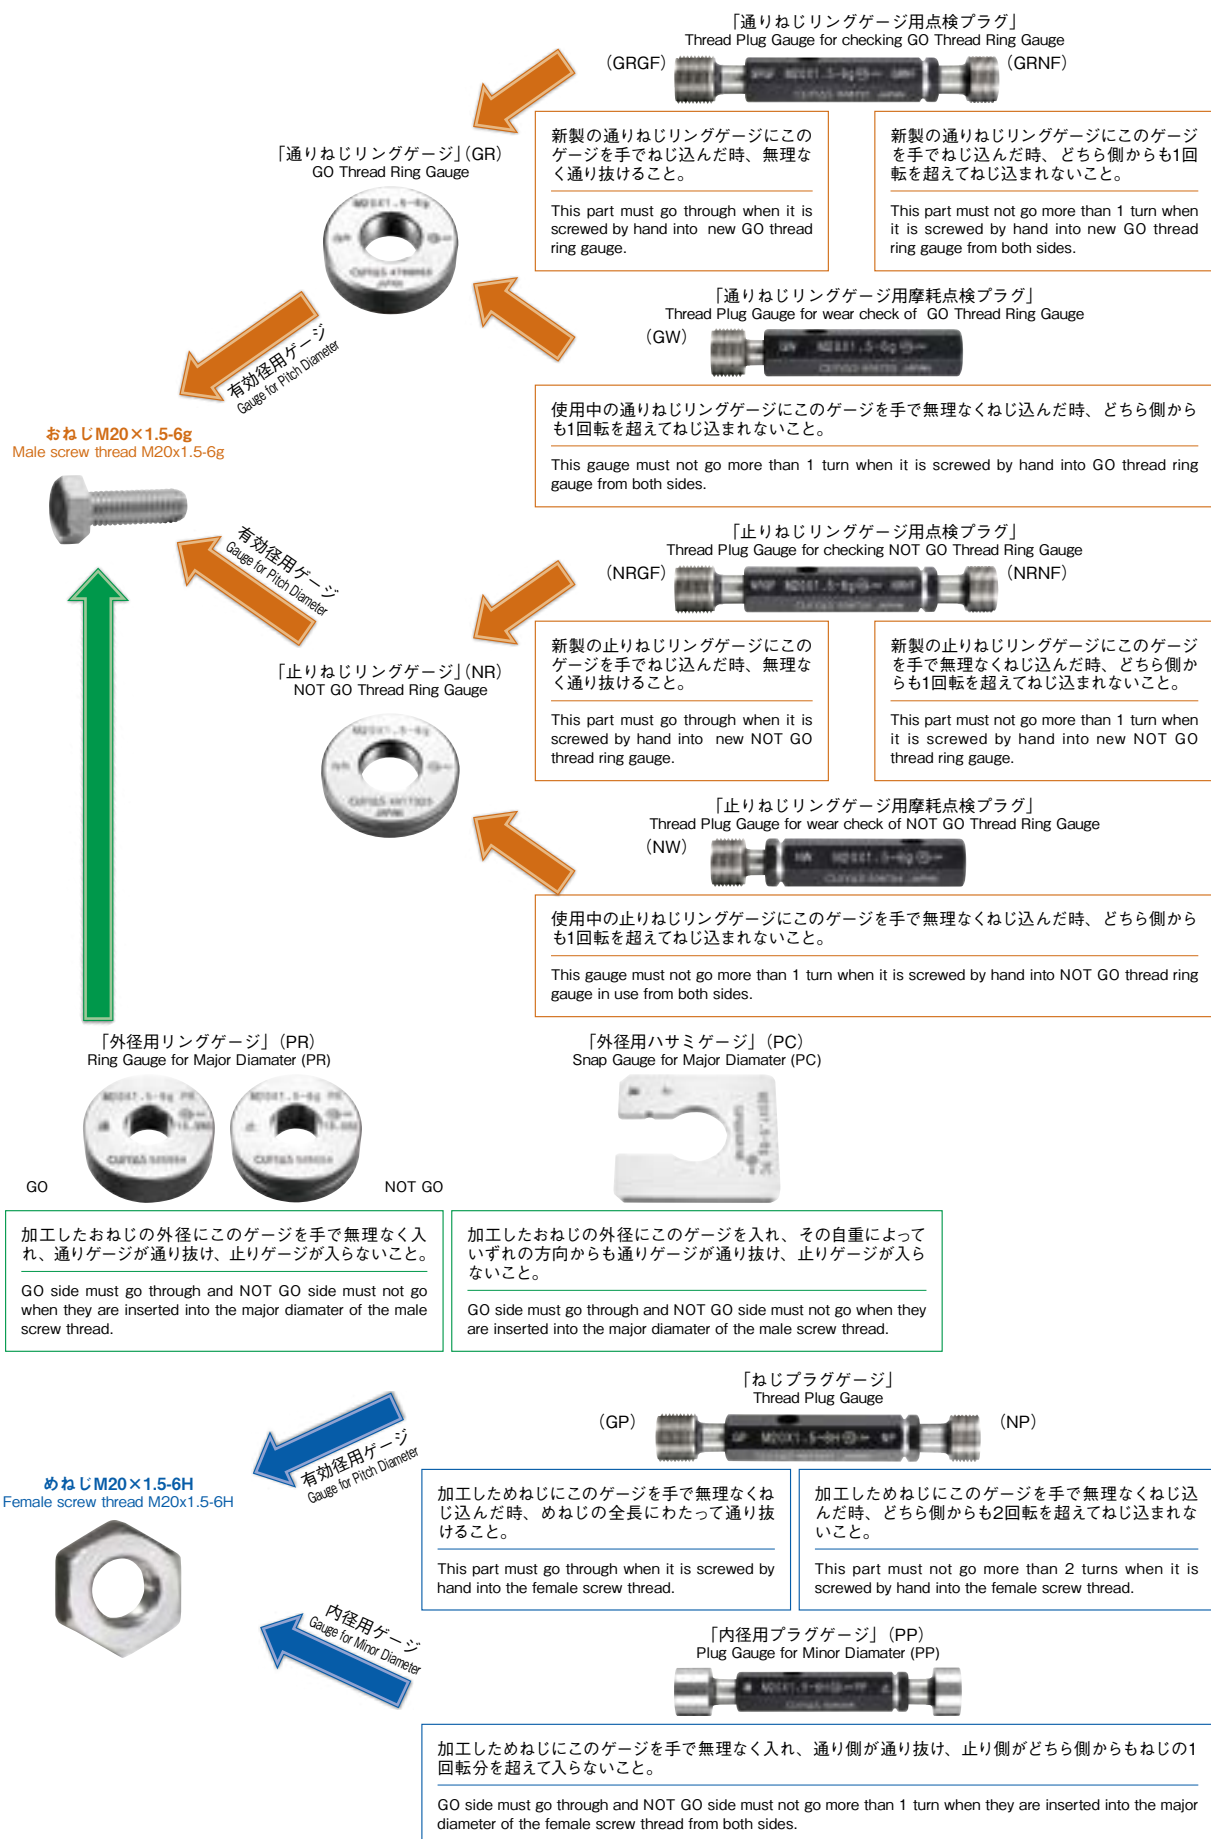 「通りねじリングゲージ用点検プラグ」
Thread Plug Gauge for checking GO Thread Ring Gauge
(GRGF)
(GRNF)
新製の通りねじリングゲージにこの
ゲージを手でねじ込んだ時、無理な
く通り抜けること。
This part must go through when it is
screwed by hand into new GO thread
ring gauge.
新製の通りねじリングゲージにこのゲージ
を手でねじ込んだ時、どちら側からも1回
転を超えてねじ込まれないこと。
This part must not go more than 1 turn when
it is screwed by hand into new GO thread
ring gauge from both sides.
「通りねじリングゲージ」(GR)
GO Thread Ring Gauge
「通りねじリングゲージ用摩耗点検プラグ」
Thread Plug Gauge for wear check of GO Thread Ring Gauge
(GW)
使用中の通りねじリングゲージにこのゲージを手で無理なくねじ込んだ時、どちら側から
も1回転を超えてねじ込まれないこと。
This gauge must not go more than 1 turn when it is screwed by hand into GO thread ring
gauge from both sides.
有効径用ゲージ
Gauge for Pitch Diameter
おねじM20×1.5-6g
Male screw thread M20x1.5-6g
有効径用ゲージ
Gauge for Pitch Diameter
「止りねじリングゲージ用点検プラグ」
Thread Plug Gauge for checking NOT GO Thread Ring Gauge
(NRGF)
(NRNF)
新製の止りねじリングゲージにこの
ゲージを手でねじ込んだ時、無理な
く通り抜けること。
This part must go through when it is
screwed by hand into new NOT GO
thread ring gauge.
新製の止りねじリングゲージにこのゲージ
を手で無理なくねじ込んだ時、どちら側か
らも1回転を超えてねじ込まれないこと。
This part must not go more than 1 turn when
it is screwed by hand into new NOT GO
thread ring gauge.
「止りねじリングゲージ」(NR)
NOT GO Thread Ring Gauge
「止りねじリングゲージ用摩耗点検プラグ」
Thread Plug Gauge for wear check of NOT GO Thread Ring Gauge
(NW)
使用中の止りねじリングゲージにこのゲージを手で無理なくねじ込んだ時、どちら側から
も1回転を超えてねじ込まれないこと。
This gauge must not go more than 1 turn when it is screwed by hand into NOT GO thread ring
gauge in use from both sides.
「外径用リングゲージ」(PR)
Ring Gauge for Major Diamater (PR)
GO
NOT GO
加工したおねじの外径にこのゲージを手で無理なく入
れ、通りゲージが通り抜け、止りゲージが入らないこと。
GO side must go through and NOT GO side must not go
when they are inserted into the major diamater of the male
screw thread.
「外径用ハサミゲージ」(PC)
Snap Gauge for Major Diamater (PC)
加工したおねじの外径にこのゲージを入れ、その自重によって
いずれの方向からも通りゲージが通り抜け、止りゲージが入ら
ないこと。
GO side must go through and NOT GO side must not go when they
are inserted into the major diamater of the male screw thread.
「ねじプラグゲージ」
Thread Plug Gauge
(GP)
GP M20X1.5-6H NP
(NP)
有効径用ゲージ
Gauge for Pitch Diameter
めねじM20×1.5-6H
Female screw thread M20x1.5-6H
加工しためねじにこのゲージを手で無理なくね
じ込んだ時、めねじの全長にわたって通り抜
けること。
This part must go through when it is screwed by
hand into the female screw thread.
加工しためねじにこのゲージを手で無理なくねじ込
んだ時、どちら側からも2回転を超えてねじ込まれな
いこと。
This part must not go more than 2 turns when it is
screwed by hand into the female screw thread.
内径用ゲージ
Gauge for Minor Diameter
「内径用プラグゲージ」(PP)
Plug Gauge for Minor Diamater (PP)
加工しためねじにこのゲージを手で無理なく入れ、通り側が通り抜け、止り側がどちら側からもねじの1
回転分を超えて入らないこと。
GO side must go through and NOT GO side must not go more than 1 turn when they are inserted into the major
diameter of the female screw thread from both sides.